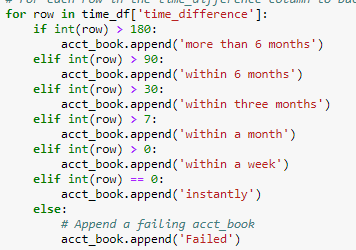 # For each row in the time_difference column to buc
for row in time_df['time_difference']:
    if int(row) > 180:
        acct_book.append('more than 6 months')
    elif int(row) > 90:
        acct_book.append('within 6 months')
    elif int(row) > 30:
        acct_book.append('within three months')
    elif int(row) > 7:
        acct_book.append('within a month')
    elif int(row) > 0:
        acct_book.append('within a week')
    elif int(row) == 0:
        acct_book.append('instantly')
    else:
        # Append a failing acct_book
        acct_book.append('Failed')